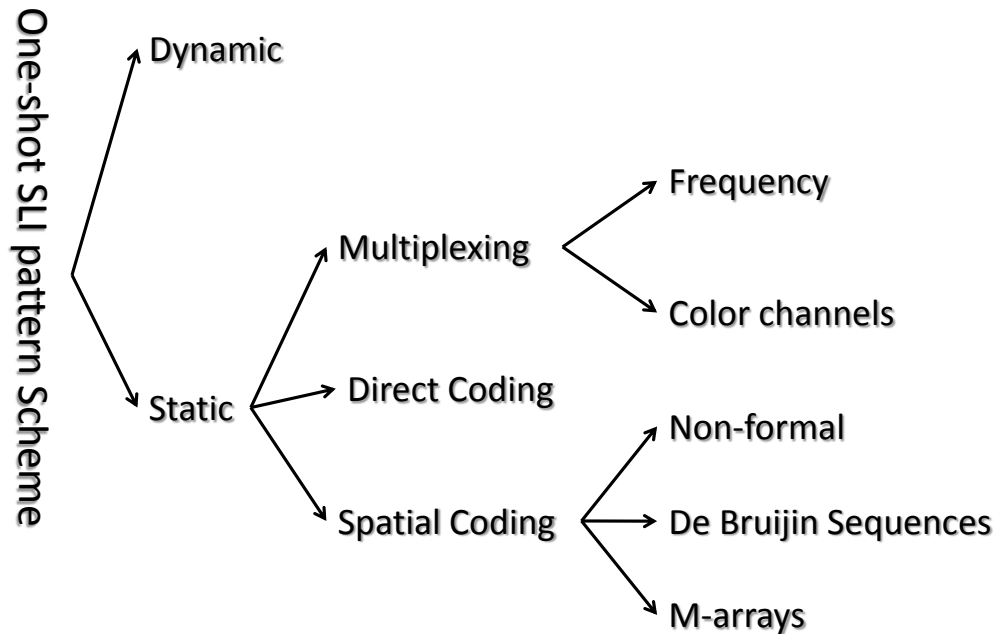 One-shot SLI pattern Scheme
Dynamic
Static
Multiplexing
Direct Coding
Spatial Coding
Frequency
Color channels
Non-formal
De Bruijin Sequences
M-arrays